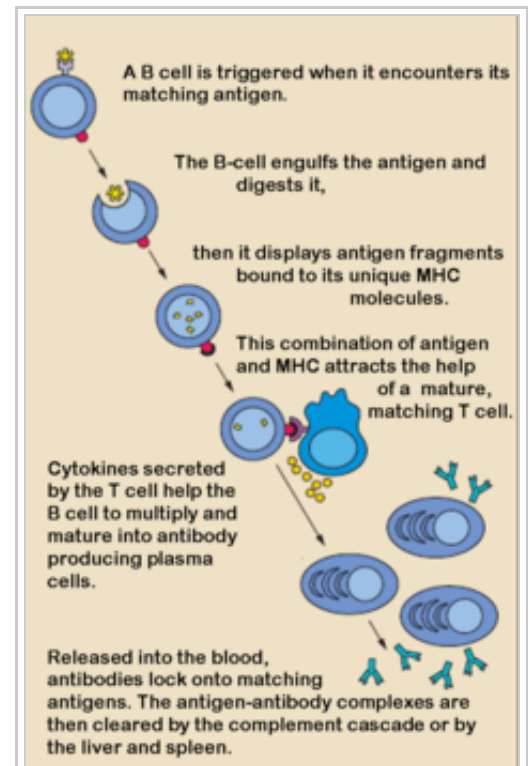 A B cell is triggered when it encounters its
matching antigen.
The B-cell engulfs the antigen and
digests it,
then it displays antigen fragments
bound to its unique MHC
molecules.
This combination of antigen
and MHC attracts the help
of a mature,
matching T cell.
Cytokines secreted
by the T cell help the
B cell to multiply and
mature into antibody
producing plasma
cells.
Released into the blood,
antibodies lock onto matching
antigens. The antigen-antibody complexes are
then cleared by the complement cascade or by
the liver and spleen.